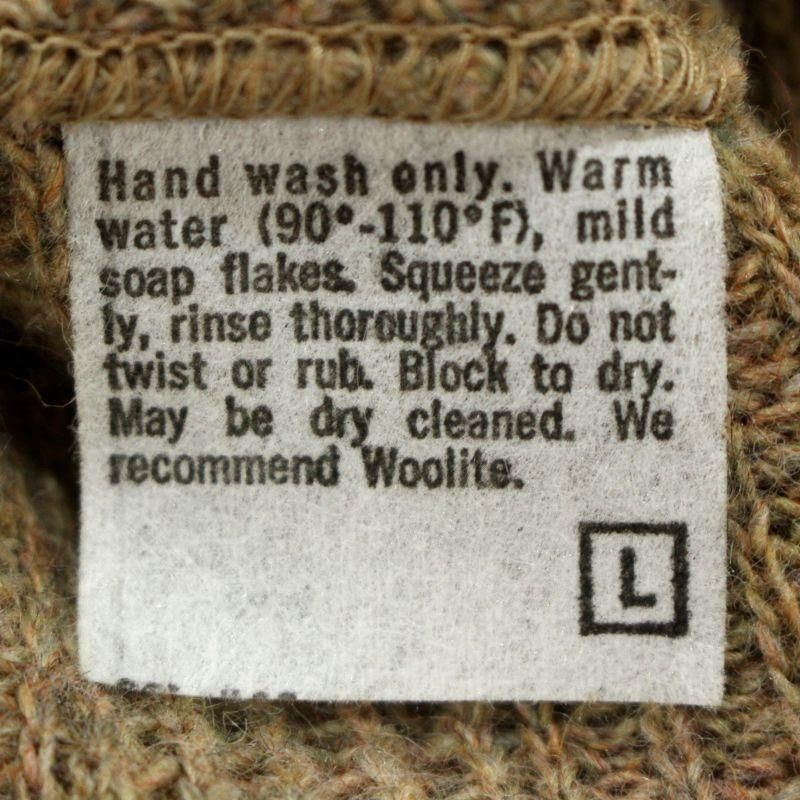 Hand wash only. Warm
water (90°-110°F), mild
soap flakes. Squeeze gent-
ly, rinse thoroughly. Do not
twist or rub. Block to dry.
May be dry cleaned. We
recommend Woolite.
L